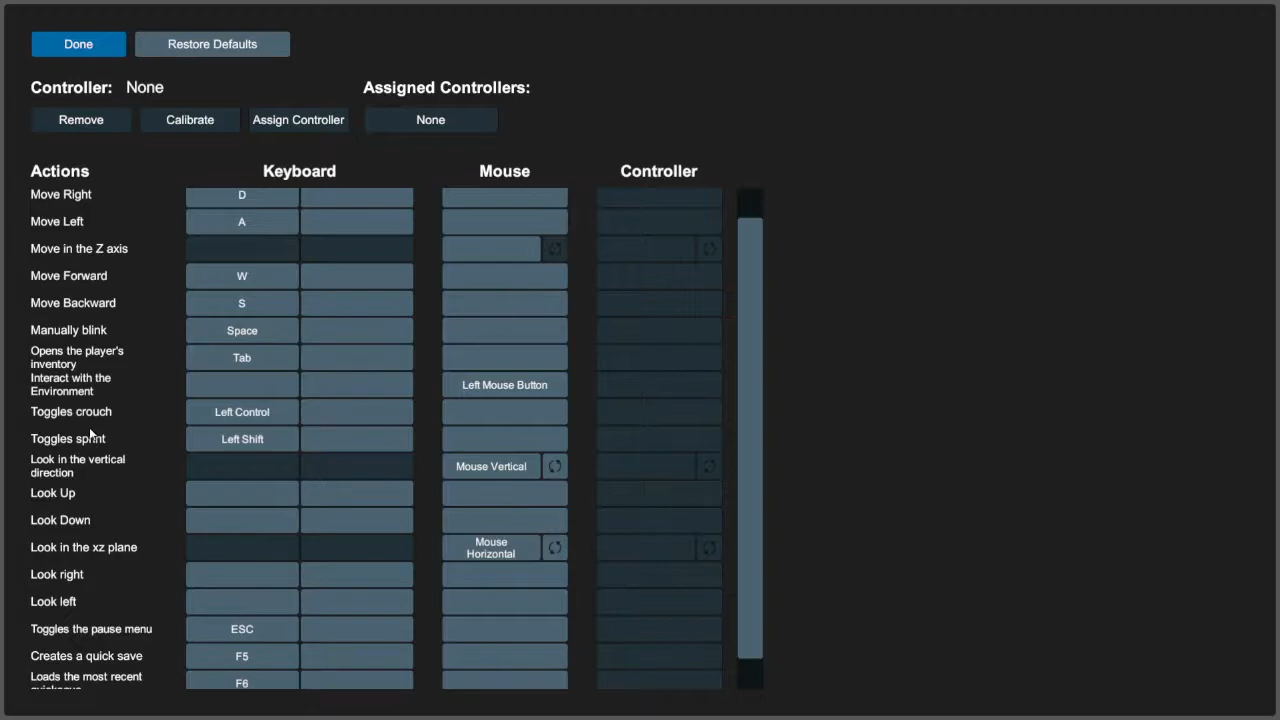 Done Restore Defaults
Controller: None Assigned Controllers:
Remove Calibrate Assign Controller None
Actions Keyboard Mouse Controller
Move Right D
Move Left A
Move in the Z axis
Move Forward W
Move Backward S
Manually blink Space
Opens the player's
inventory Tab
Interact with the
Environment Left Mouse Button
Toggles crouch Left Control
Toggles sprint Left Shift
Look in the vertical
direction Mouse Vertical
Look Up
Look Down
Look in the xz plane Mouse
Horizontal
Look right
Look left
Toggles the pause menu ESC
Creates a quick save F5
Loads the most recent
quicksave F6